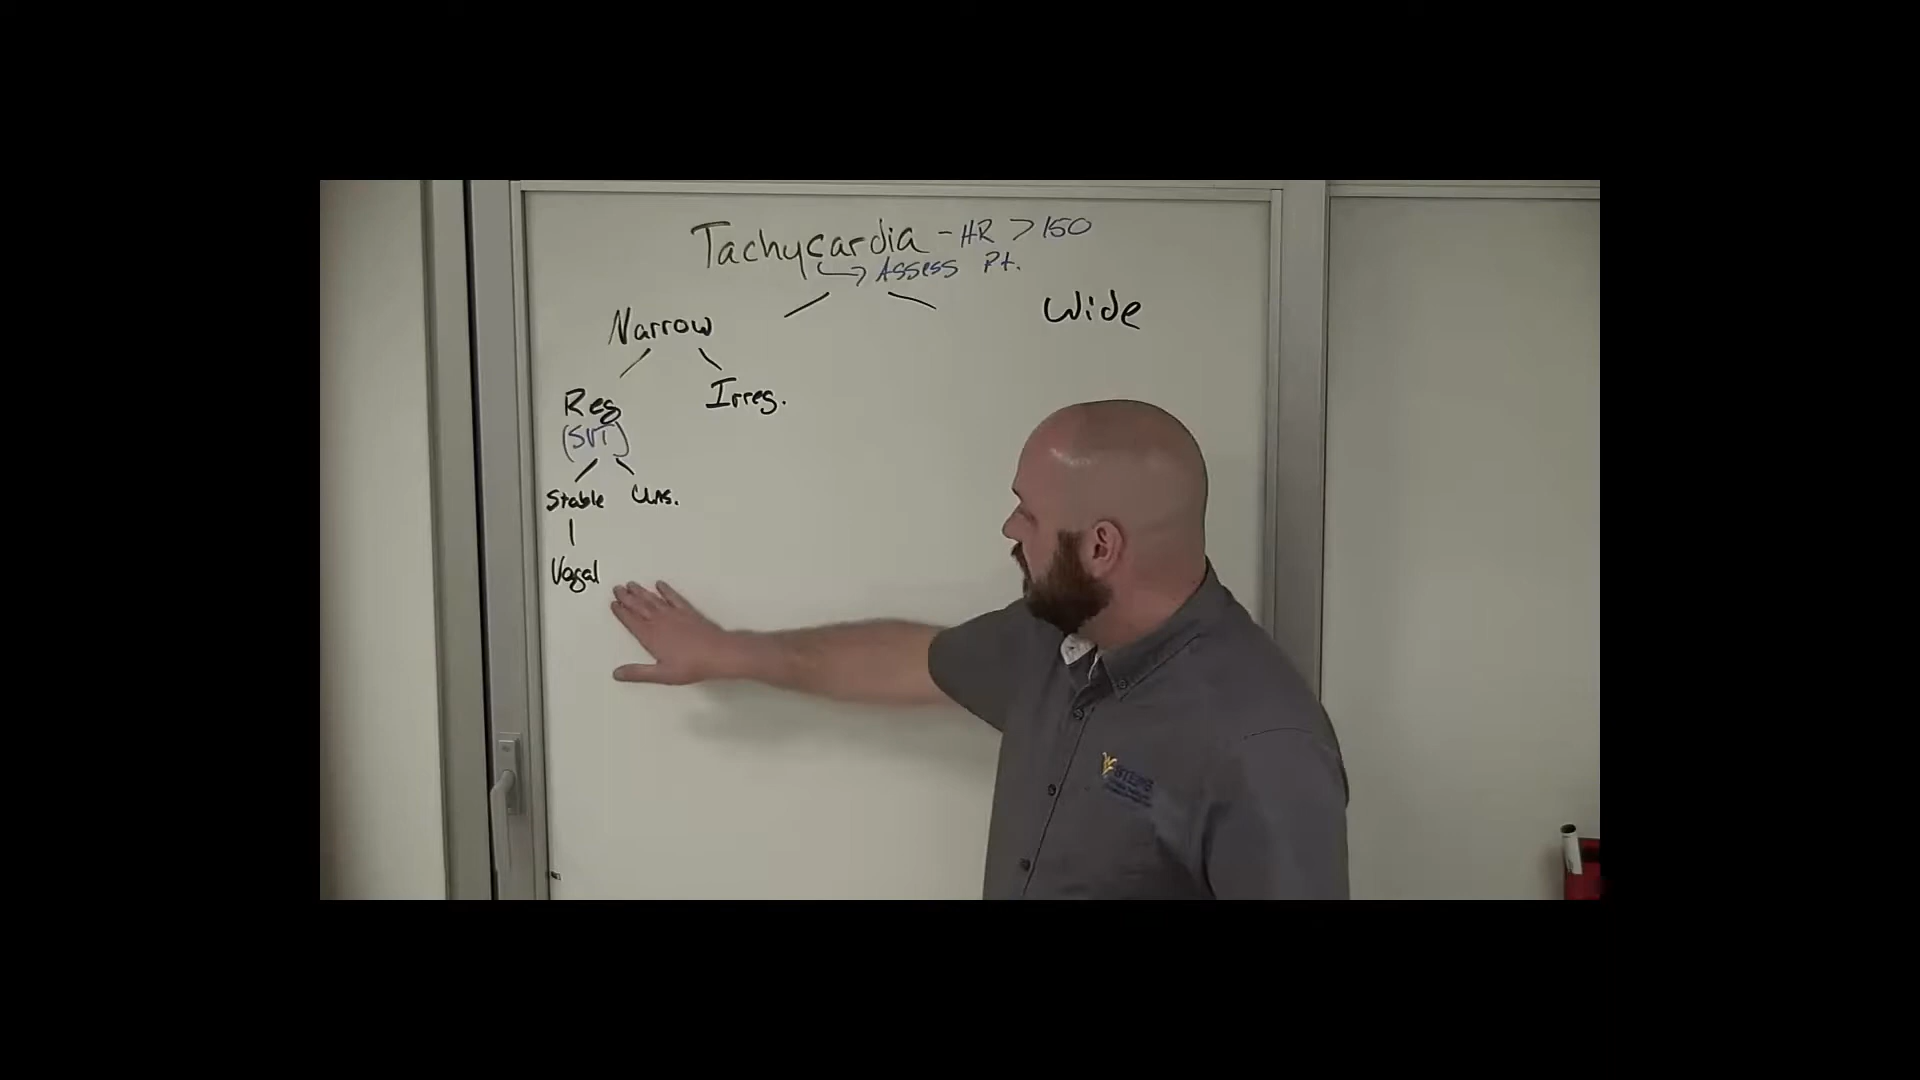 Tachycardia - HR > 150
↳ Assess Pt.
Narrow
Wide
Reg
Irreg.
(SVT)
Stable
Uns.
Vagal